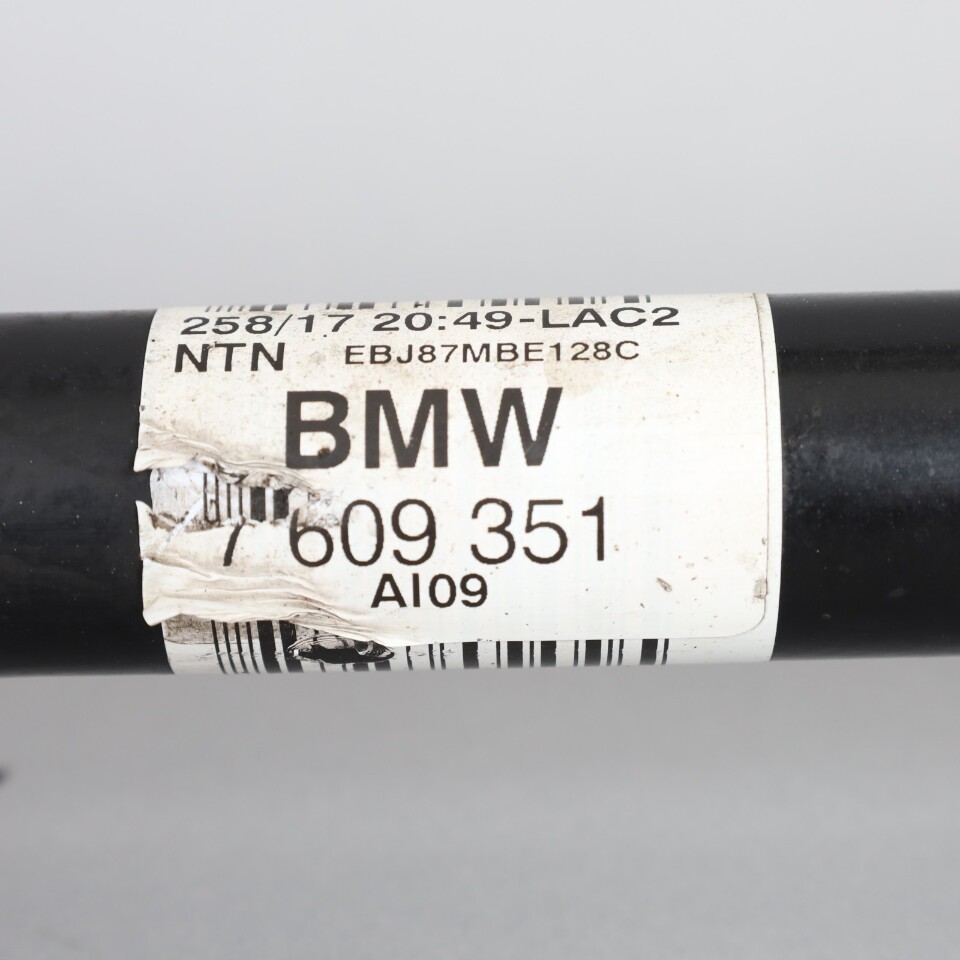 258/17 20:49-LAC2
NTN EBJ87MBE128C
BMW
7 609 351
AI09